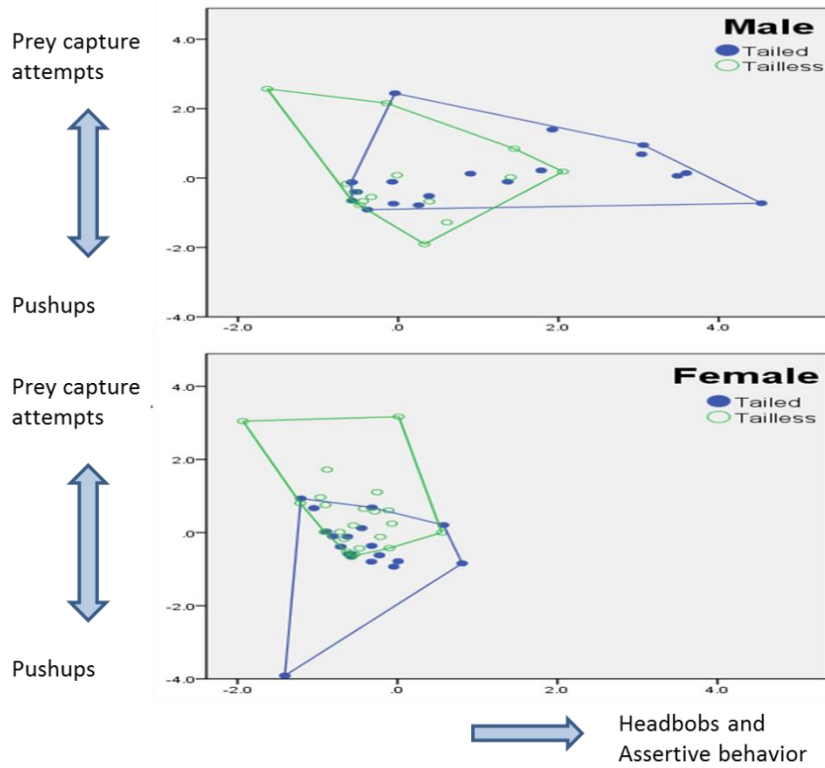 Male
Tailed
Tailless
Prey capture
attempts
Pushups
4.0
2.0
.0
-2.0
-4.0
-2.0
.0
2.0
4.0
Female
Tailed
Tailless
Prey capture
attempts
Pushups
4.0
2.0
.0
-2.0
-4.0
-2.0
.0
2.0
4.0
Headbobs and
Assertive behavior